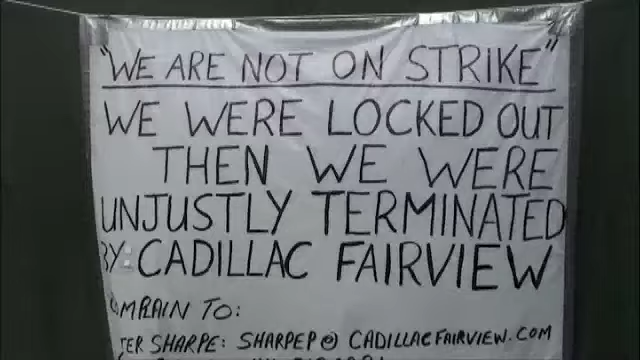 "WE ARE NOT ON STRIKE"
WE WERE LOCKED OUT
THEN WE WERE
UNJUSTLY TERMINATED
BY CADILLAC FAIRVIEW
TO:
SHARPE: SHARPEP@CADILLACFAIRVIEW.COM